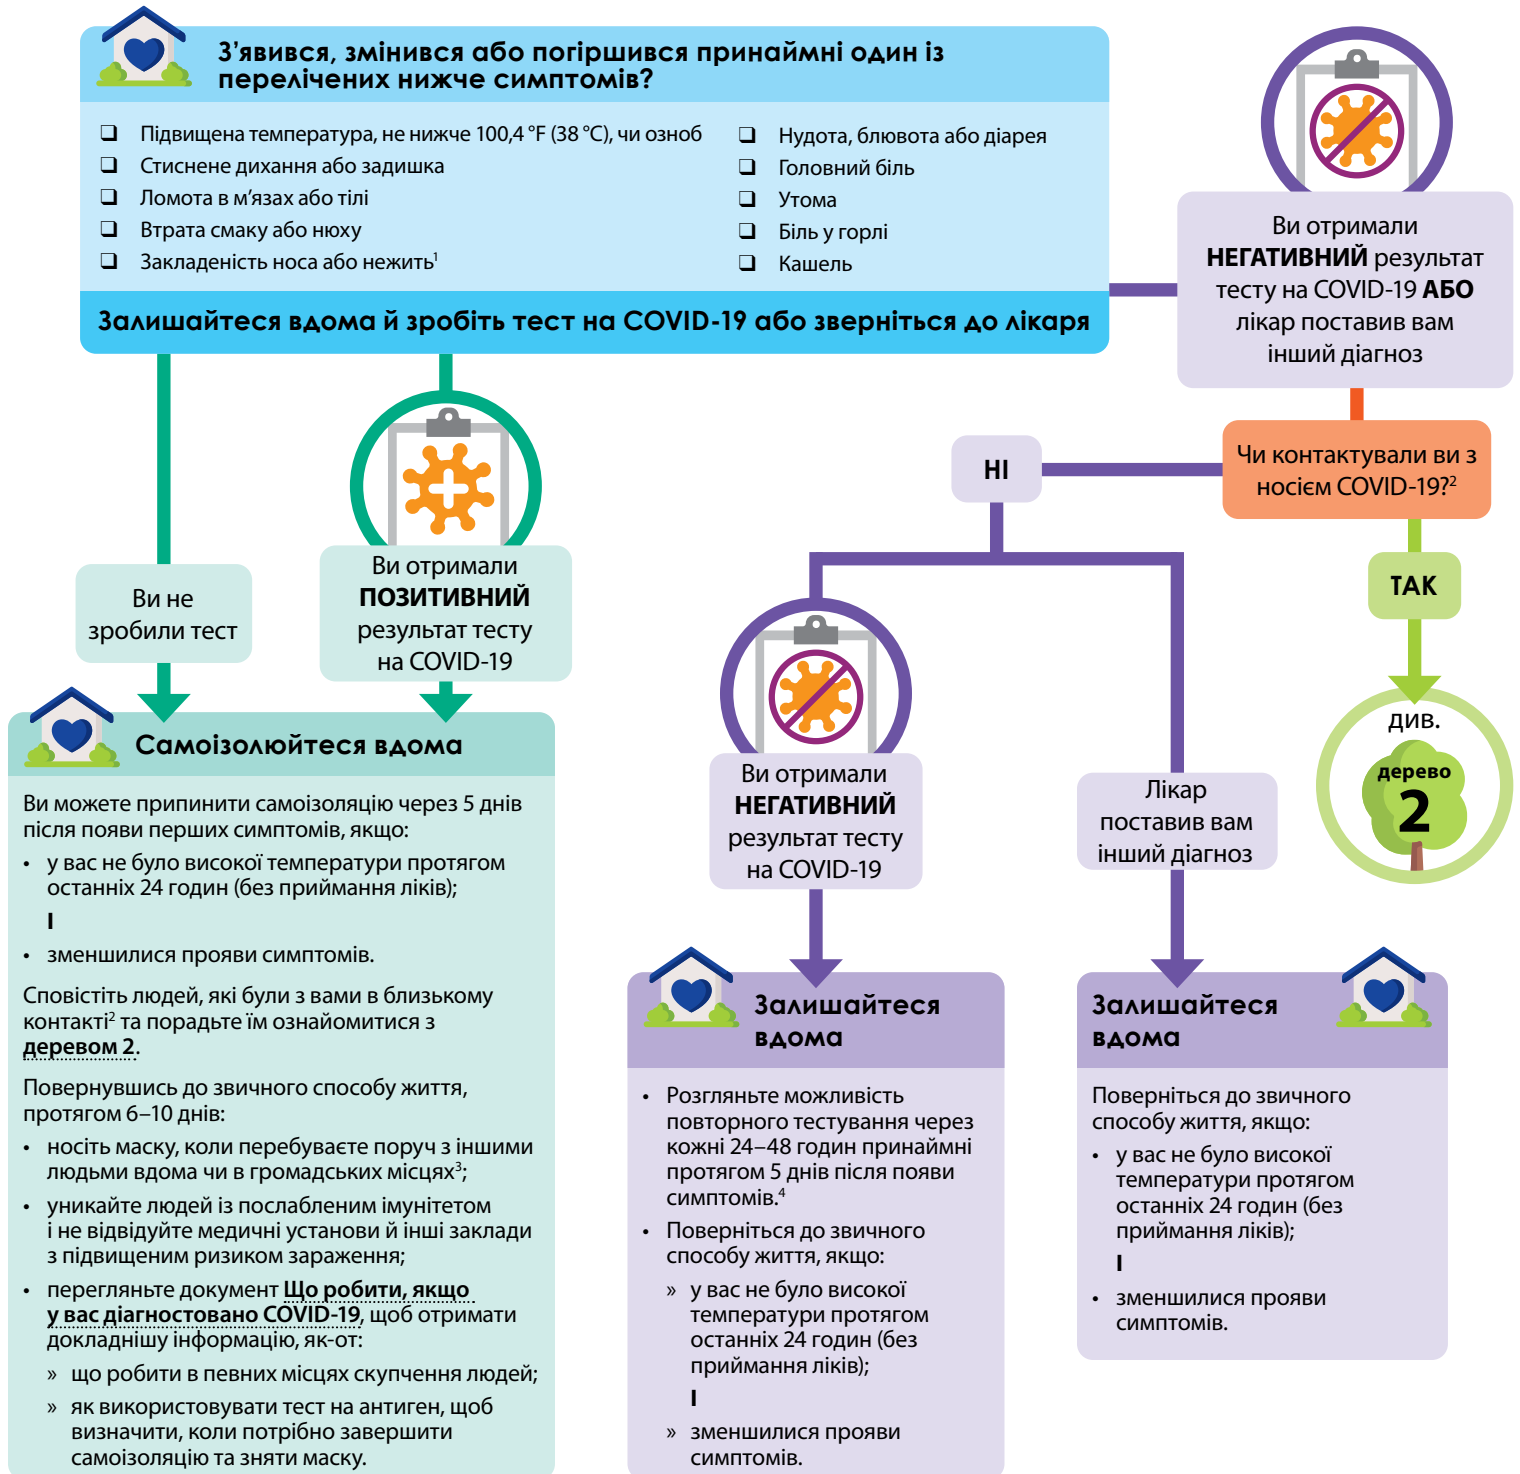 З’явився, змінився або погіршився принаймні один із
перелічених нижче симптомів?
❑ Підвищена температура, не нижче 100,4 °F (38 °C), чи озноб
❑ Стиснене дихання або задишка
❑ Ломота в м’язах або тілі
❑ Втрата смаку або нюху
❑ Закладеність носа або нежить¹
❑ Нудота, блювота або діарея
❑ Головний біль
❑ Утома
❑ Біль у горлі
❑ Кашель
Залишайтеся вдома й зробіть тест на COVID-19 або зверніться до лікаря
Ви отримали
НЕГАТИВНИЙ результат
тесту на COVID-19 АБО
лікар поставив вам
інший діагноз
Чи контактували ви з
носієм COVID-19?²
НІ
ТАК
див.
дерево
2
Ви не
зробили тест
Ви отримали
ПОЗИТИВНИЙ
результат тесту
на COVID-19
Самоізолюйтеся вдома
Ви можете припинити самоізоляцію через 5 днів
після появи перших симптомів, якщо:
• у вас не було високої температури протягом
останніх 24 годин (без приймання ліків);
І
• зменшилися прояви симптомів.
Сповістіть людей, які були з вами в близькому
контакті² та порадьте їм ознайомитися з
деревом 2.
Повернувшись до звичного способу життя,
протягом 6–10 днів:
• носіть маску, коли перебуваєте поруч з іншими
людьми вдома чи в громадських місцях³;
• уникайте людей із послабленим імунітетом
і не відвідуйте медичні установи й інші заклади
з підвищеним ризиком зараження;
• перегляньте документ Що робити, якщо
у вас діагностовано COVID-19, щоб отримати
докладнішу інформацію, як-от:
» що робити в певних місцях скупчення людей;
» як використовувати тест на антиген, щоб
визначити, коли потрібно завершити
самоізоляцію та зняти маску.
Ви отримали
НЕГАТИВНИЙ
результат тесту
на COVID-19
Залишайтеся
вдома
• Розгляньте можливість
повторного тестування через
кожні 24–48 годин принаймні
протягом 5 днів після появи
симптомів.⁴
• Поверніться до звичного
способу життя, якщо:
» у вас не було високої
температури протягом
останніх 24 годин (без
приймання ліків);
І
» зменшилися прояви
симптомів.
Лікар
поставив вам
інший діагноз
Залишайтеся
вдома
Поверніться до звичного
способу життя, якщо:
• у вас не було високої
температури протягом
останніх 24 годин (без
приймання ліків);
І
• зменшилися прояви
симптомів.